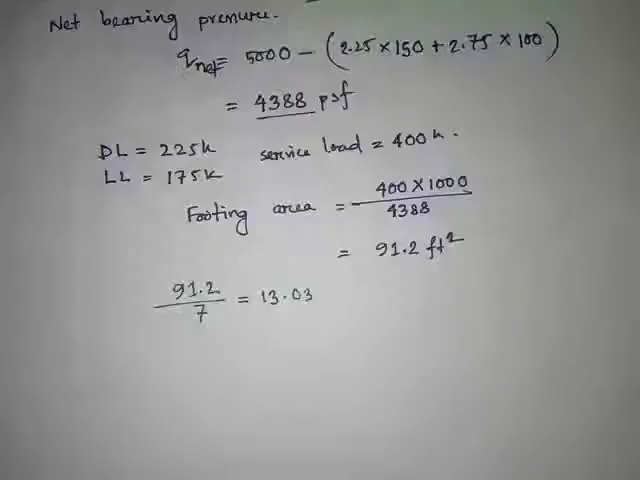 Net bearing pressure.
qnet= 5000 - (2.25 × 150 + 2.75 × 100)
= 4388 psf
DL = 225k service load = 400k.
LL = 175k
Footing area = 400 × 1000 / 4388
= 91.2 ft²
91.2 / 7 = 13.03